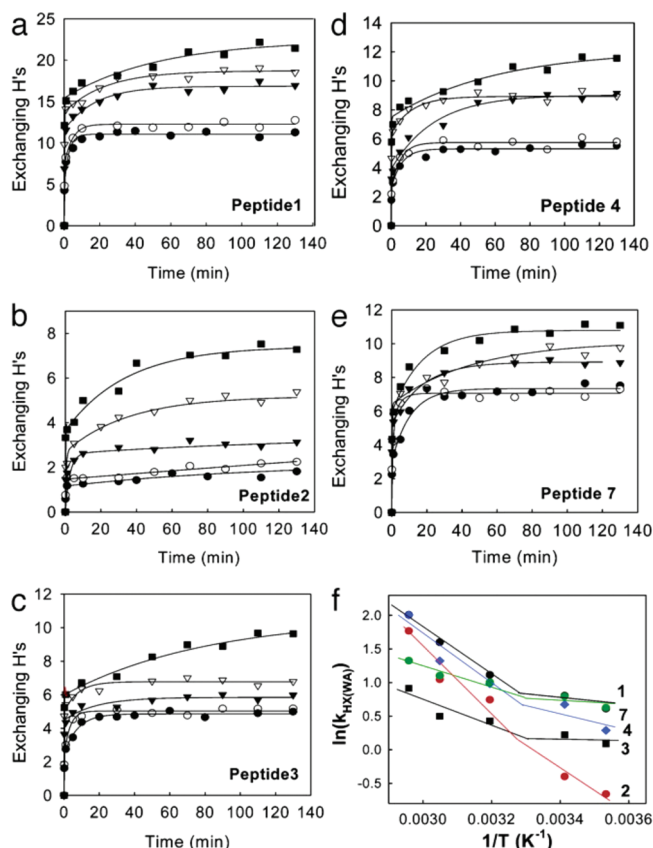 a
25
20
15
10
5
0
Exchanging H's
0 20 40 60 80 100 120 140
Time (min)
Peptide1
d
14
12
10
8
6
4
2
0
Exchanging H's
0 20 40 60 80 100 120 140
Time (min)
Peptide 4
b
8
6
4
2
0
Exchanging H's
0 20 40 60 80 100 120 140
Time (min)
Peptide2
e
12
10
8
6
4
2
0
Exchanging H's
0 20 40 60 80 100 120 140
Time (min)
Peptide 7
c
12
10
8
6
4
2
0
Exchanging H's
0 20 40 60 80 100 120 140
Time (min)
Peptide3
f
2.0
1.5
1.0
0.5
0.0
-0.5
ln(kHX(WA))
1
7
4
3
2
0.0030 0.0032 0.0034 0.0036
1/T (K-1)